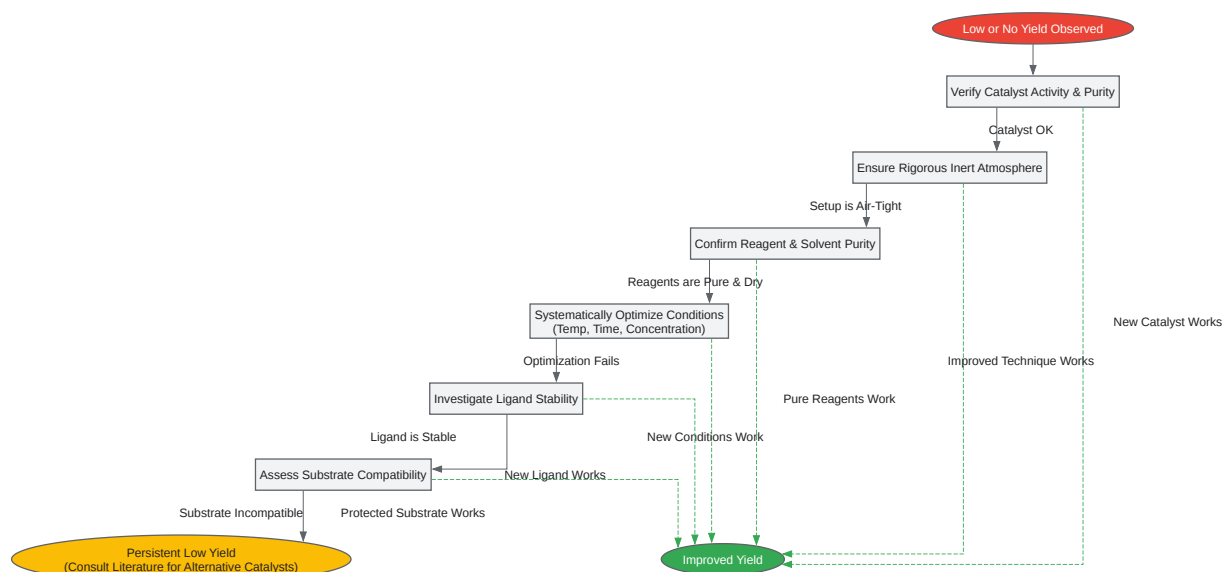 Low or No Yield Observed
Verify Catalyst Activity & Purity
Catalyst OK
Ensure Rigorous Inert Atmosphere
Setup is Air-Tight
Confirm Reagent & Solvent Purity
Reagents are Pure & Dry
Systematically Optimize Conditions
(Temp, Time, Concentration)
New Catalyst Works
Optimization Fails
Improved Technique Works
Investigate Ligand Stability
Pure Reagents Work
Ligand is Stable
New Conditions Work
Assess Substrate Compatibility
New Ligand Works
Substrate Incompatible
Protected Substrate Works
Persistent Low Yield
(Consult Literature for Alternative Catalysts)
Improved Yield